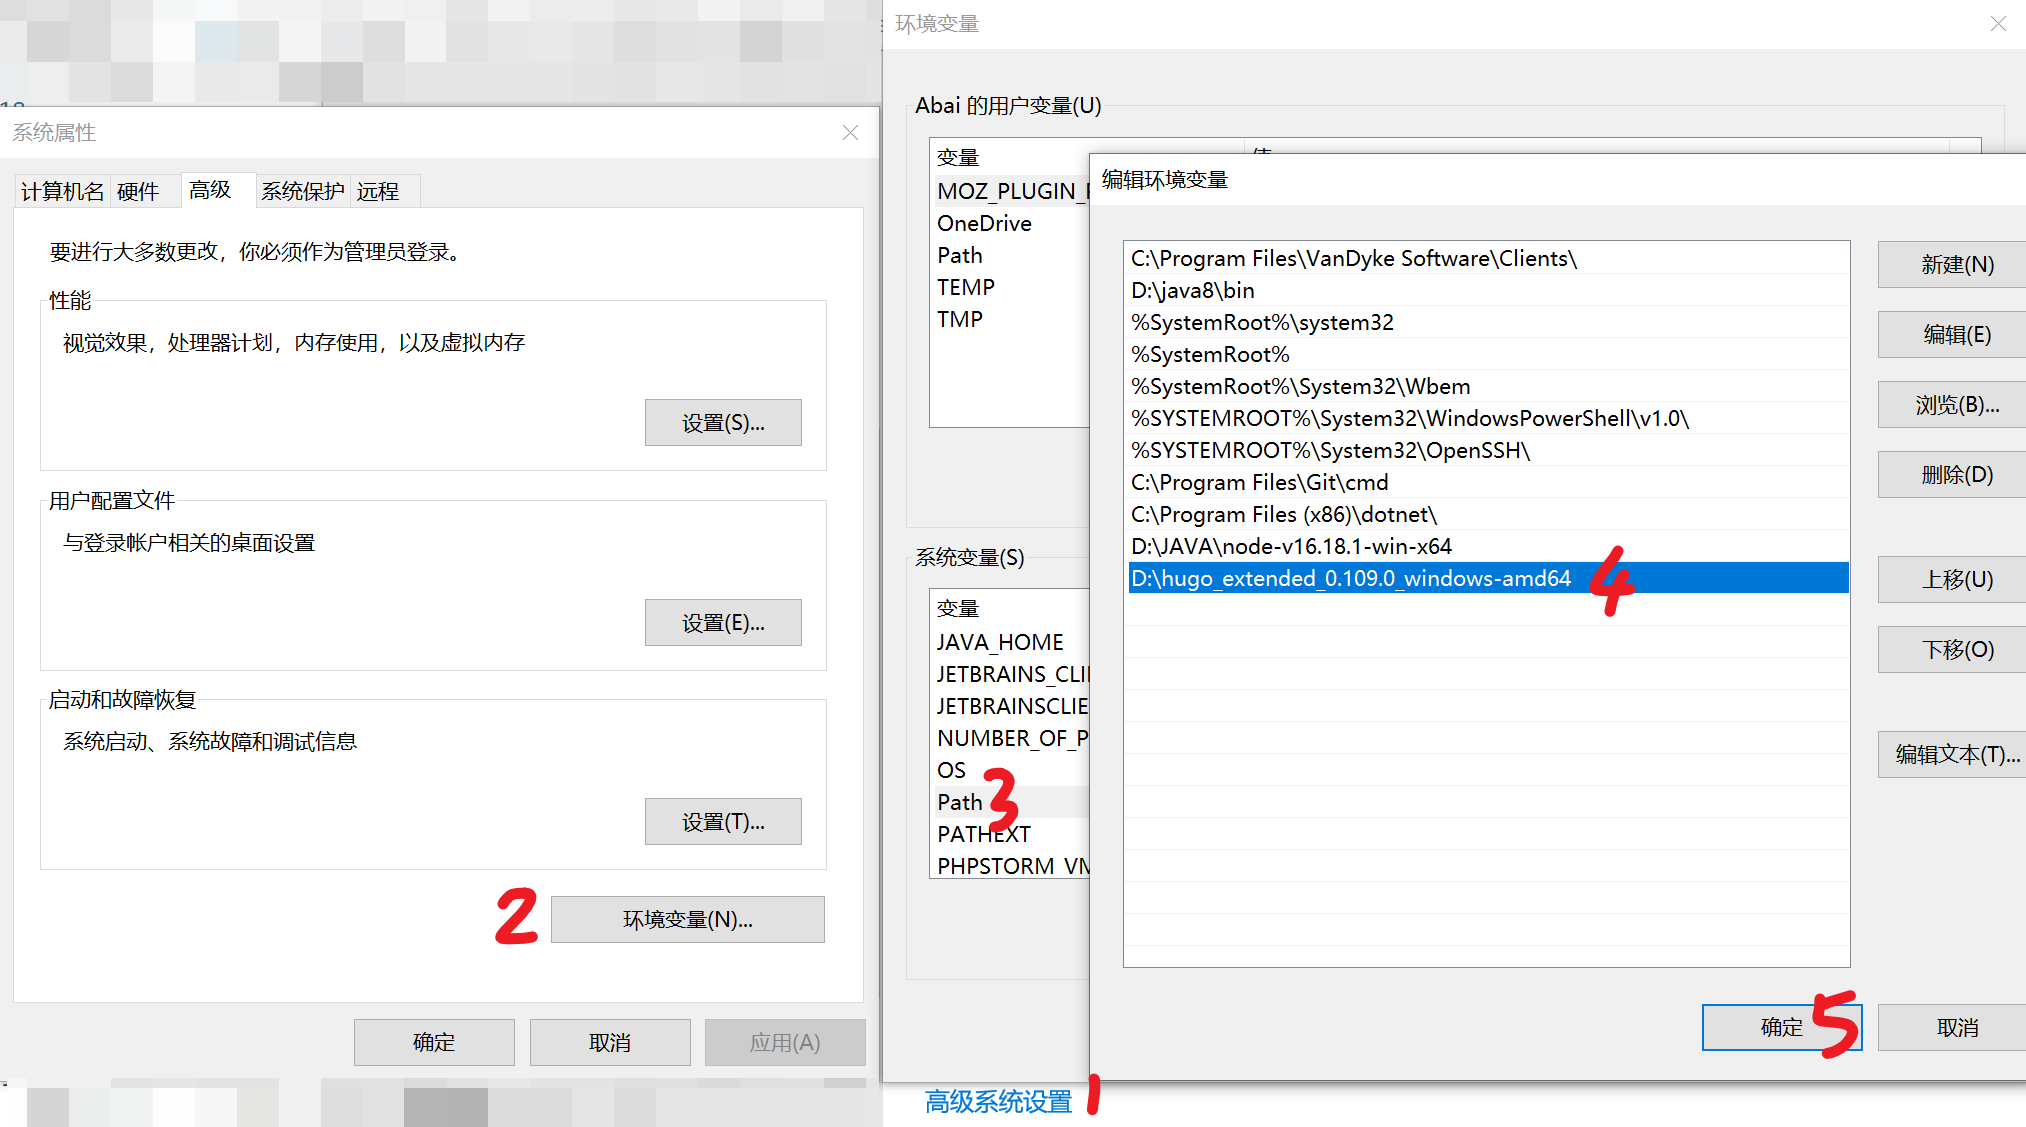 系统属性
计算机名 硬件 高级 系统保护 远程
要进行大多数更改，你必须作为管理员登录。
性能
视觉效果，处理器计划，内存使用，以及虚拟内存
设置(S)...
用户配置文件
与登录帐户相关的桌面设置
设置(E)...
启动和故障恢复
系统启动、系统故障和调试信息
设置(T)...
2
环境变量(N)...
确定 取消 应用(A)
环境变量
Abai 的用户变量(U)
变量
MOZ_PLUGIN_
OneDrive
Path
TEMP
TMP
系统变量(S)
变量
JAVA_HOME
JETBRAINS_CLI
JETBRAINSCLIE
NUMBER_OF_P
OS
Path 3
PATHEXT
PHPSTORM_VM
编辑环境变量
C:\Program Files\VanDyke Software\Clients\
D:\java8\bin
%SystemRoot%\system32
%SystemRoot%
%SystemRoot%\System32\Wbem
%SYSTEMROOT%\System32\WindowsPowerShell\v1.0\
%SYSTEMROOT%\System32\OpenSSH\
C:\Program Files\Git\cmd
C:\Program Files (x86)\dotnet\
D:\JAVA\node-v16.18.1-win-x64
D:\hugo_extended_0.109.0_windows-amd64 4
新建(N)
编辑(E)
浏览(B)...
删除(D)
上移(U)
下移(O)
编辑文本(T)...
确定 5 取消
高级系统设置 1